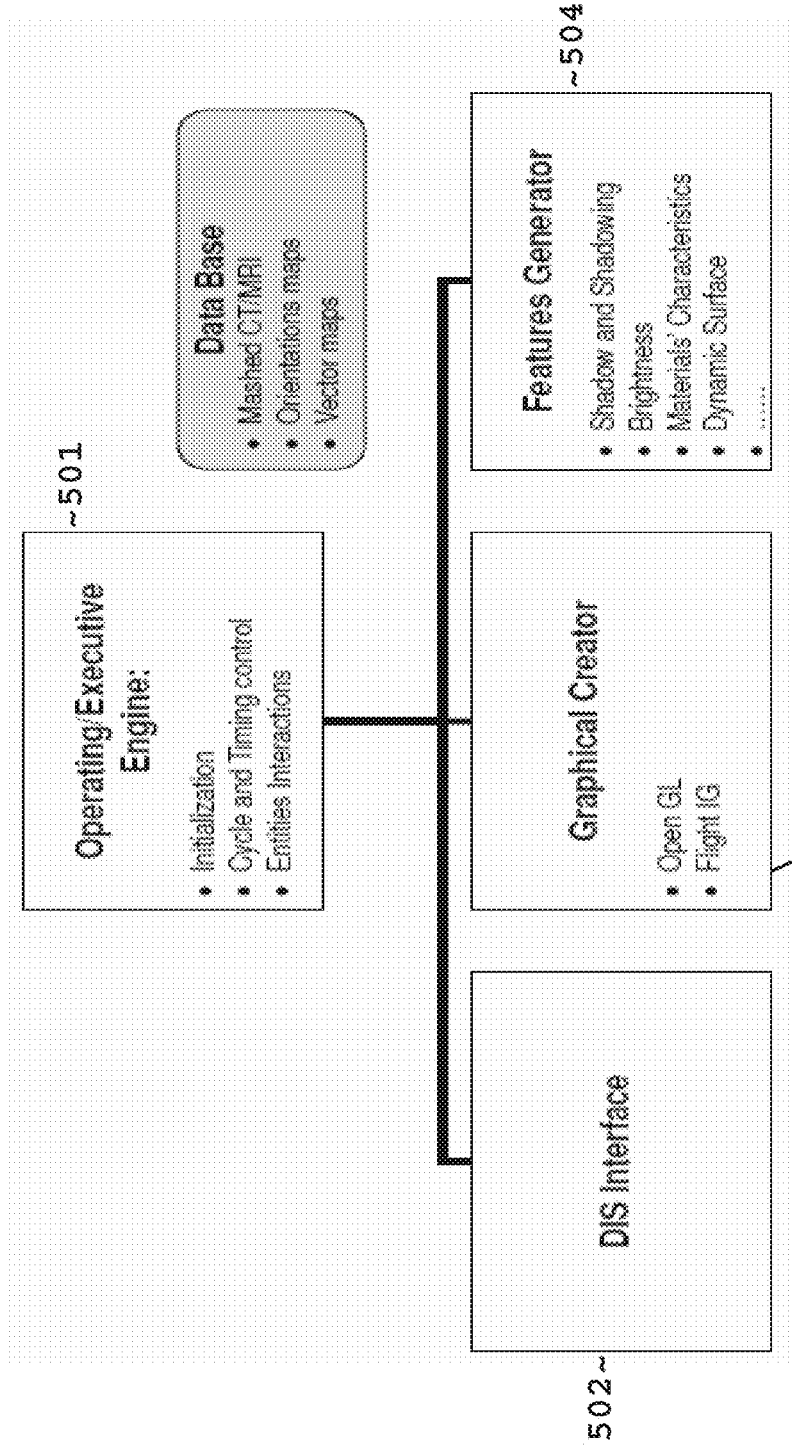 ~501
Operating/Executive
Engine:
• Initialization
• Cycle and Timing control
• Entities Interactions
Data Base
• Mashed CT/MRI
• Orientations maps
• Vector maps
502~
DIS Interface
Graphical Creator
• Open GL
• Flight IG
~504
Features Generator
• Shadow and Shadowing
• Brightness
• Materials' Characteristics
• Dynamic Surface
• ......